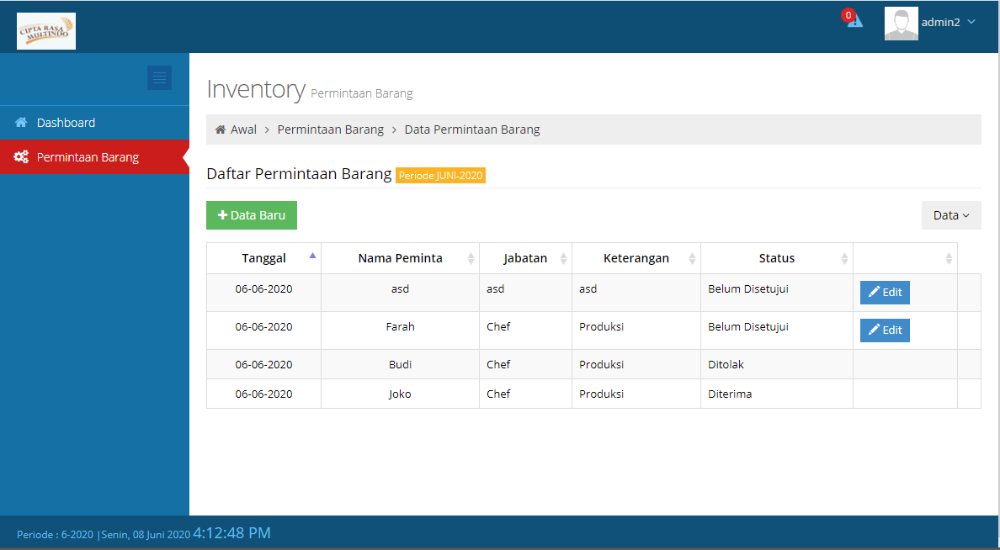 CIPTA RASA
MULTINDO
0
admin2
Dashboard
Permintaan Barang
Inventory Permintaan Barang
Awal > Permintaan Barang > Data Permintaan Barang
Daftar Permintaan Barang Periode JUNI-2020
Data Baru
Data
Tanggal Nama Peminta Jabatan Keterangan Status
06-06-2020 asd asd asd Belum Disetujui Edit
06-06-2020 Farah Chef Produksi Belum Disetujui Edit
06-06-2020 Budi Chef Produksi Ditolak
06-06-2020 Joko Chef Produksi Diterima
Periode : 6-2020 |Senin, 08 Juni 2020 4:12:48 PM